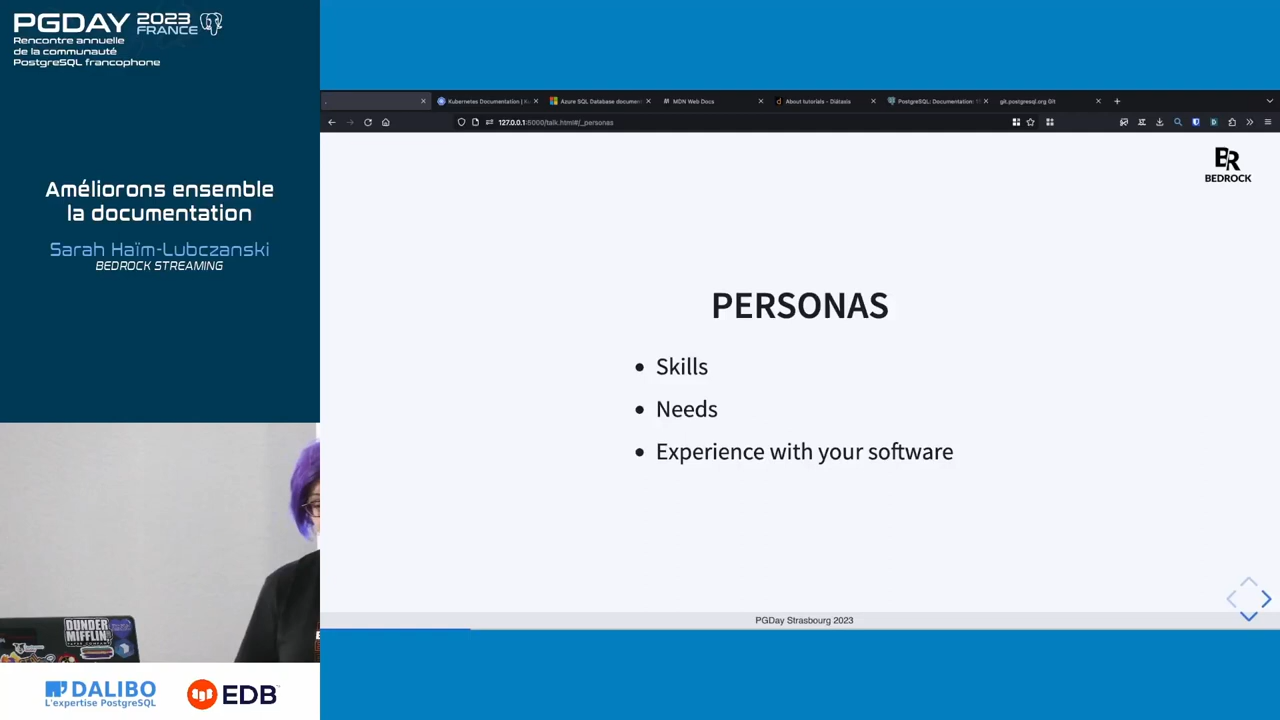 PGDAY 2023 FRANCE
Rencontre annuelle
de la communauté
PostgreSQL francophone
Améliorons ensemble
la documentation
Sarah Haïm-Lubczanski
BEDROCK STREAMING
Kubernetes Documentation | Ku
Azure SQL Database document
MDN Web Docs
About tutorials - Diátaxis
PostgreSQL: Documentation:
git.postgresql.org Git
127.0.0.1:5000/talk.html#/_personas
BR
BEDROCK
PERSONAS
• Skills
• Needs
• Experience with your software
PGDay Strasbourg 2023
DUNDER
MIFFLIN
DALIBO
L'expertise PostgreSQL
EDB